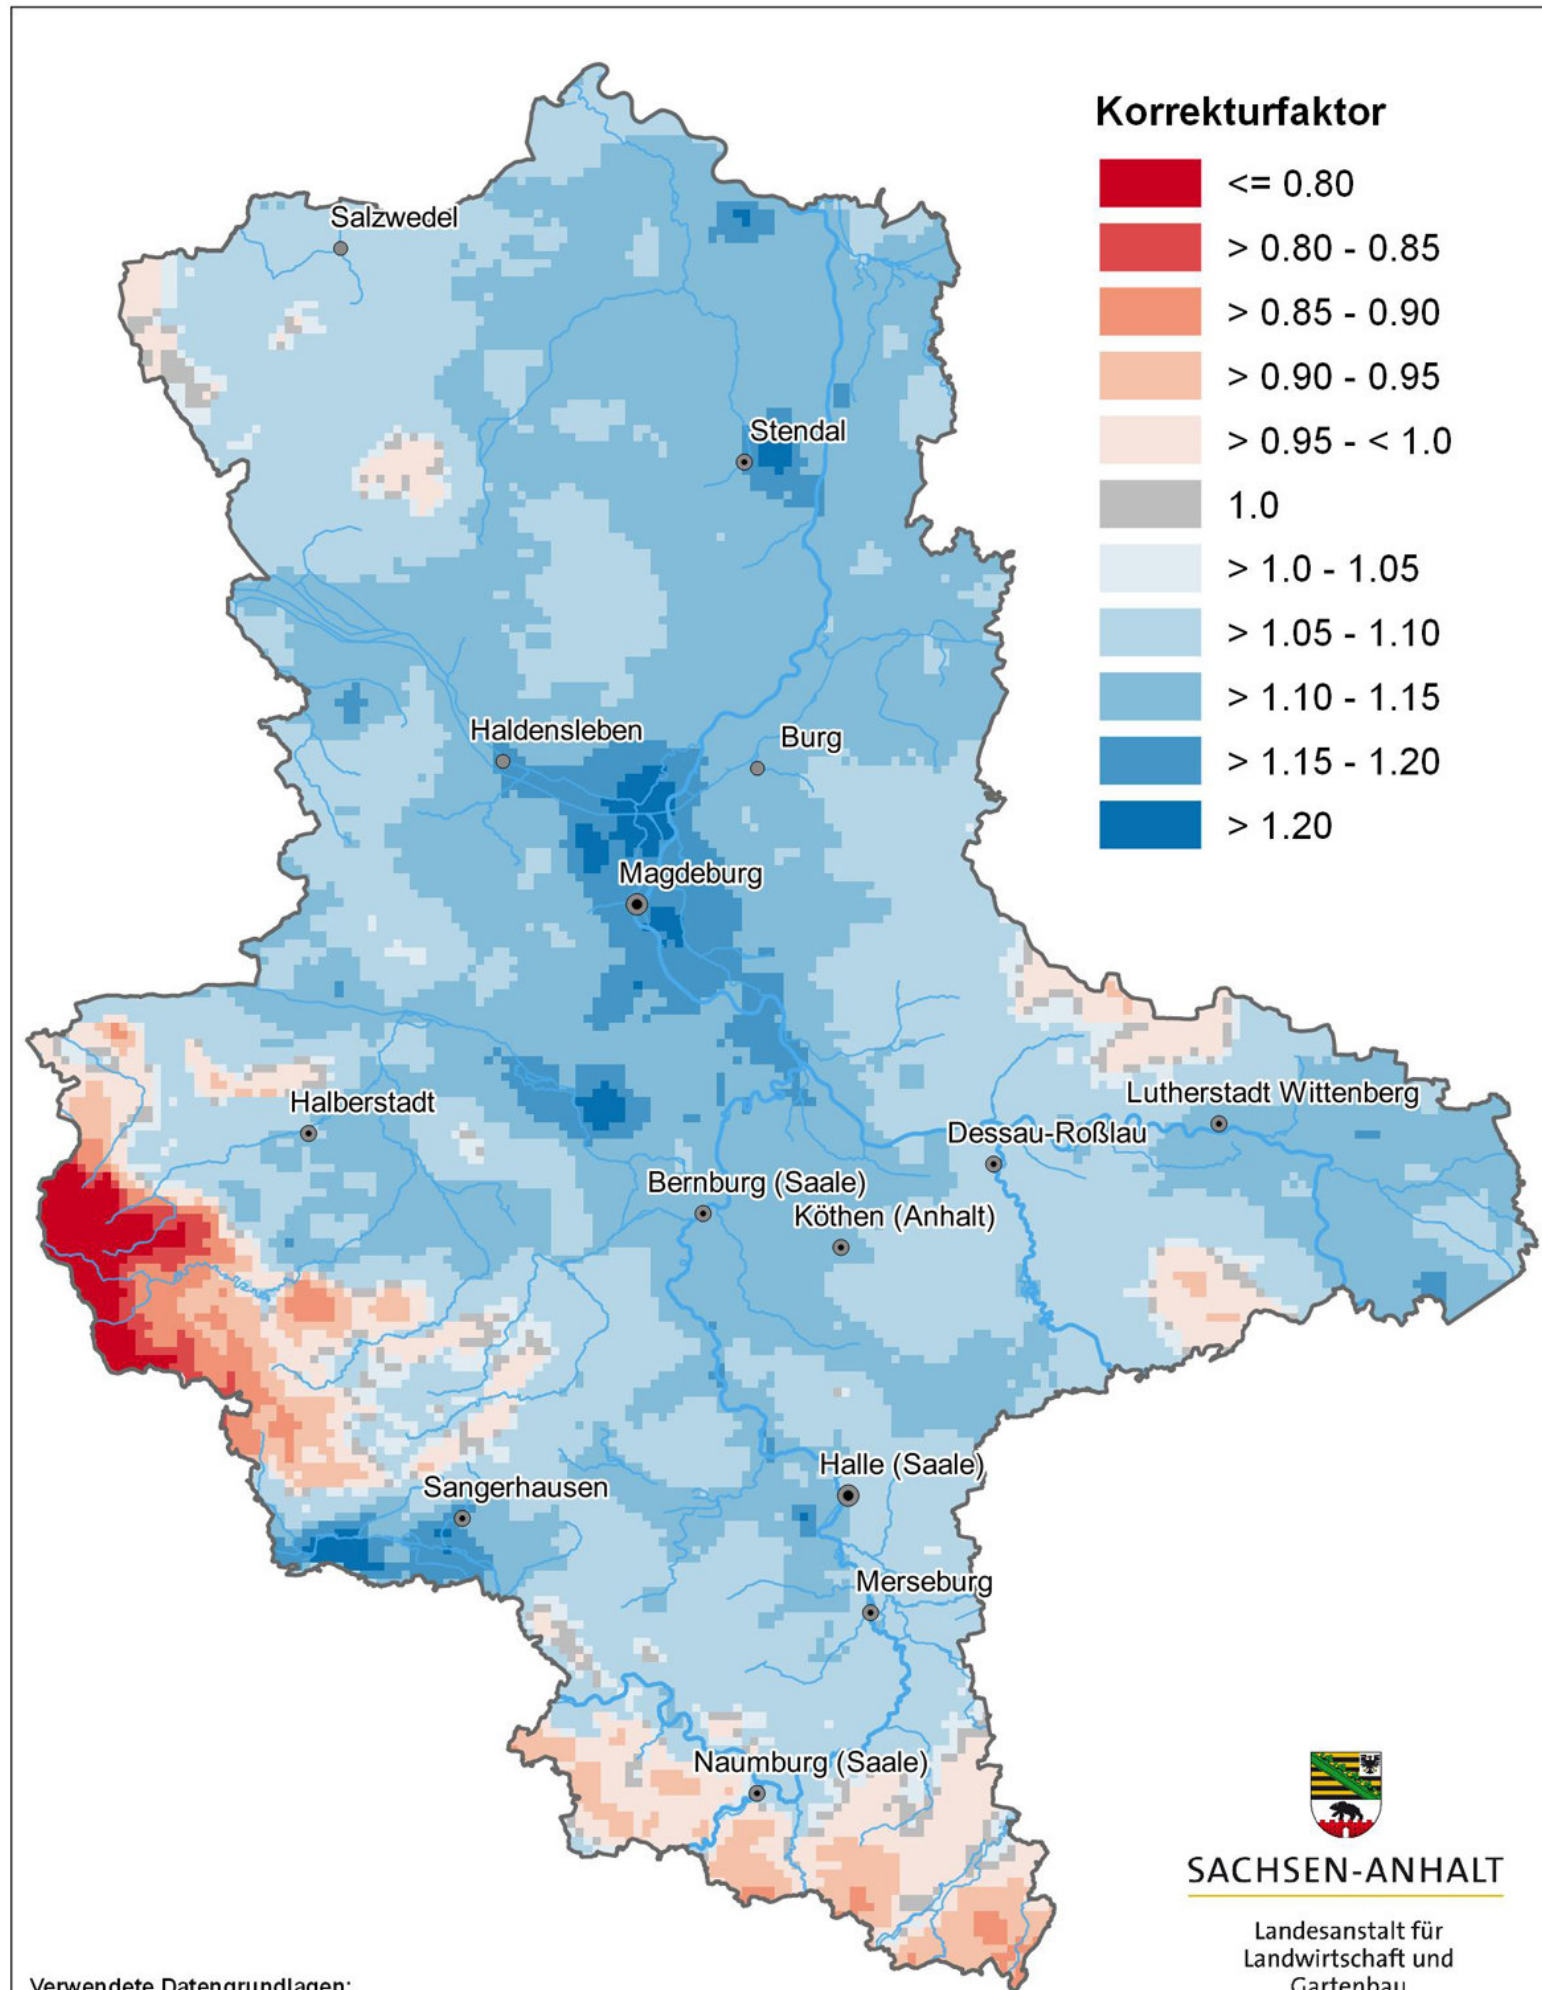 Korrekturfaktor
<= 0.80
> 0.80 - 0.85
> 0.85 - 0.90
> 0.90 - 0.95
> 0.95 - < 1.0
1.0
> 1.0 - 1.05
> 1.05 - 1.10
> 1.10 - 1.15
> 1.15 - 1.20
> 1.20
Salzwedel
Stendal
Haldensleben
Burg
Magdeburg
Halberstadt
Lutherstadt Wittenberg
Dessau-Roßlau
Bernburg (Saale)
Köthen (Anhalt)
Halle (Saale)
Sangerhausen
Merseburg
Naumburg (Saale)
SACHSEN-ANHALT
Landesanstalt für
Landwirtschaft und
Gartenbau
Verwendete Datengrundlagen: